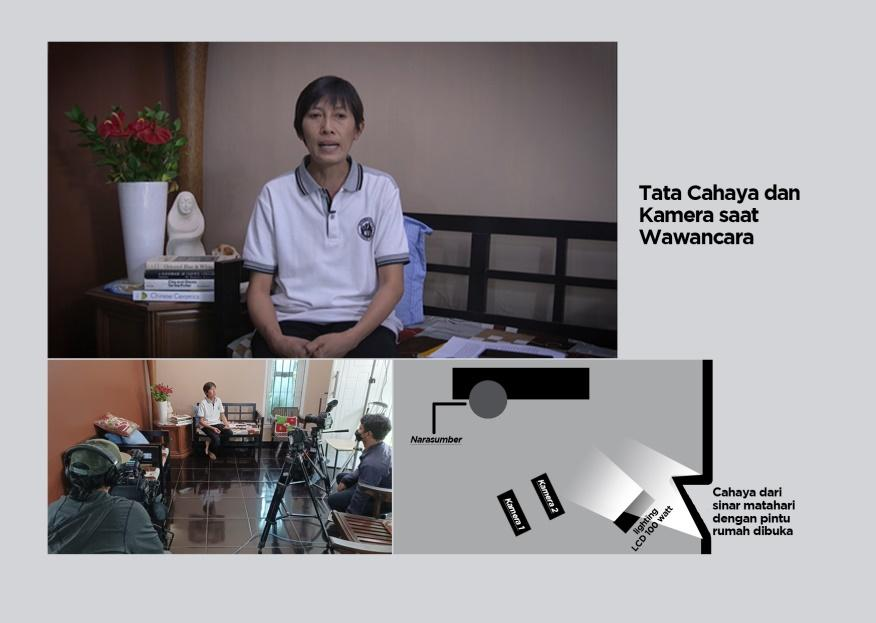 Tata Cahaya dan
Kamera saat
Wawancara
Chinese Ceramics
Narasumber
Kamera 1
Kamera 2
lighting
LCD 100 watt
Cahaya dari
sinar matahari
dengan pintu
rumah dibuka